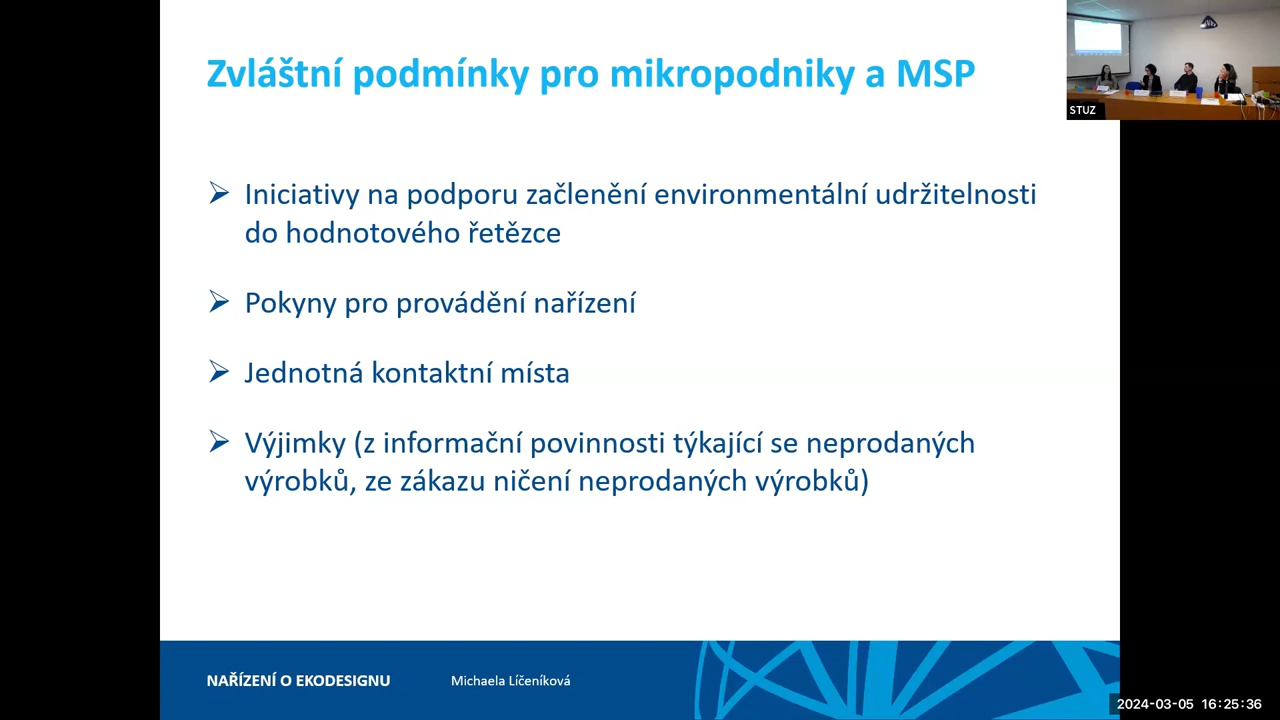 Zvláštní podmínky pro mikropodniky a MSP
STUZ
Iniciativy na podporu začlenění environmentální udržitelnosti
do hodnotového řetězce
Pokyny pro provádění nařízení
Jednotná kontaktní místa
Výjimky (z informační povinnosti týkající se neprodaných
výrobků, ze zákazu ničení neprodaných výrobků)
NAŘÍZENÍ O EKODESIGNU
Michaela Líčeníková
2024-03-05 16:25:36